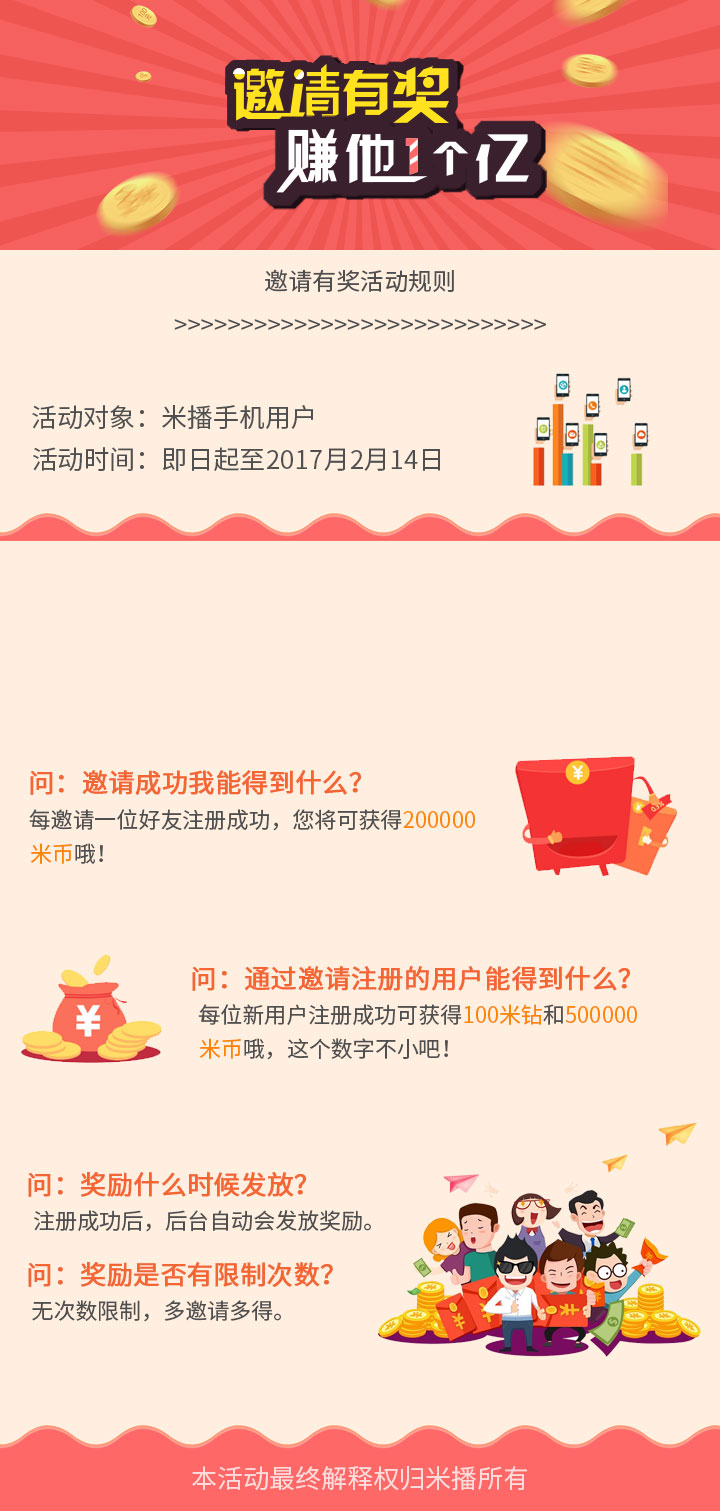 邀请有奖
赚他1个亿
邀请有奖活动规则
>>>>>>>>>>>>>>>>>>>>>>>>>>>>
活动对象：米播手机用户
活动时间：即日起至2017月2月14日
问：邀请成功我能得到什么？
每邀请一位好友注册成功，您将可获得200000
米币哦！
¥
问：通过邀请注册的用户能得到什么？
每位新用户注册成功可获得100米钻和500000
米币哦，这个数字不小吧！
¥
问：奖励什么时候发放？
注册成功后，后台自动会发放奖励。
问：奖励是否有限制次数？
无次数限制，多邀请多得。
本活动最终解释权归米播所有